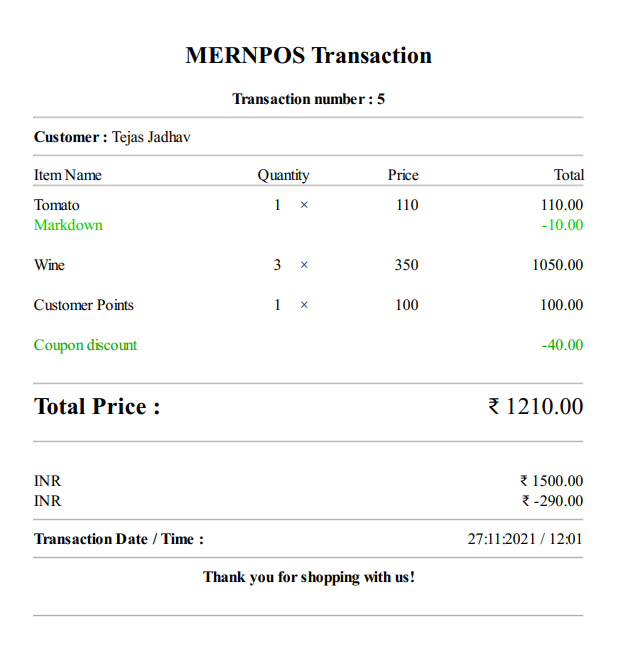 MERNPOS Transaction
Transaction number : 5
Customer : Tejas Jadhav
Item Name Quantity Price Total
Tomato 1 × 110 110.00
Markdown -10.00
Wine 3 × 350 1050.00
Customer Points 1 × 100 100.00
Coupon discount -40.00
Total Price : ₹ 1210.00
INR ₹ 1500.00
INR ₹ -290.00
Transaction Date / Time : 27:11:2021 / 12:01
Thank you for shopping with us!